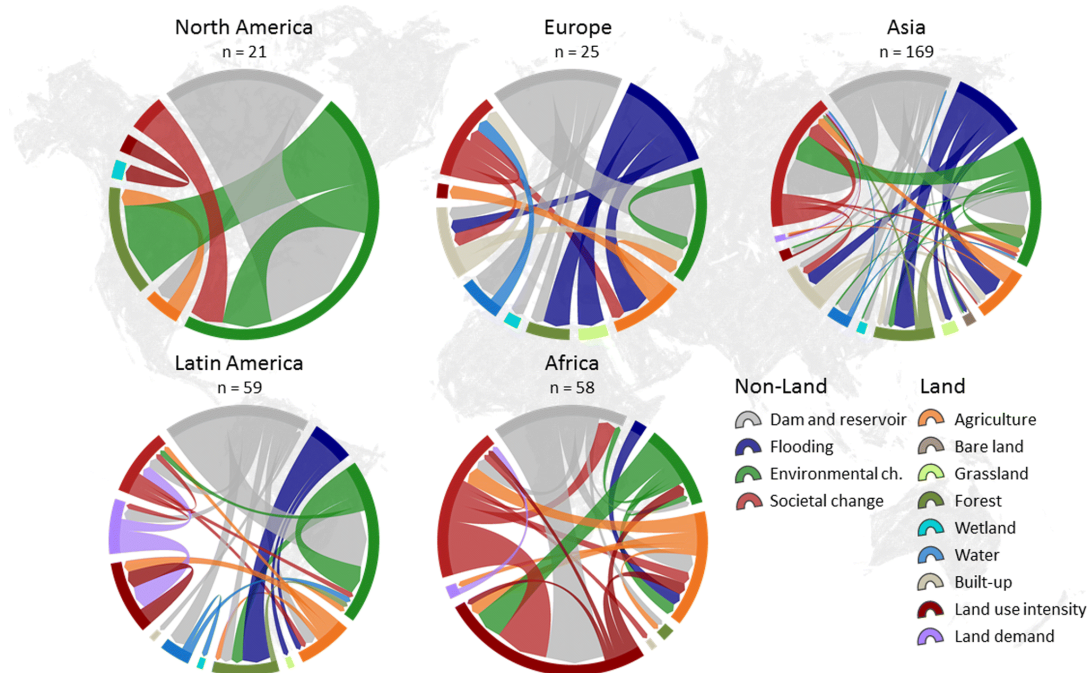 North America
n = 21
Europe
n = 25
Asia
n = 169
Latin America
n = 59
Africa
n = 58
Non-Land
Dam and reservoir
Flooding
Environmental ch.
Societal change
Land
Agriculture
Bare land
Grassland
Forest
Wetland
Water
Built-up
Land use intensity
Land demand